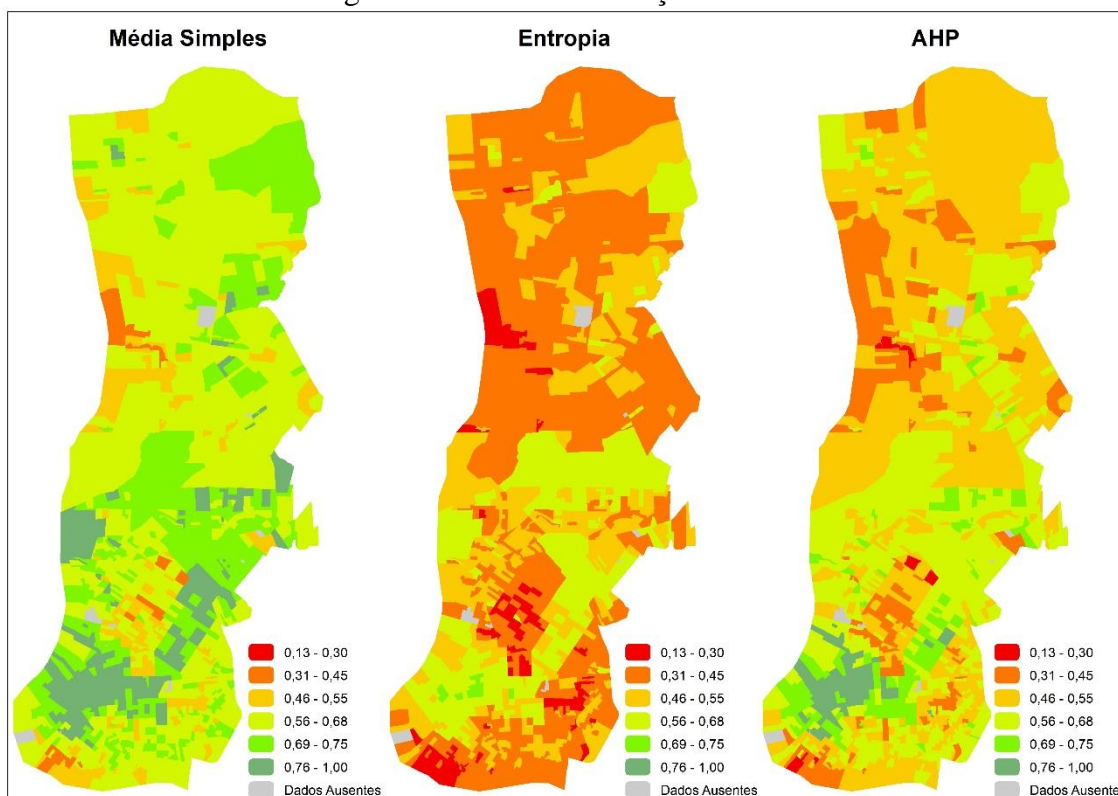 Média Simples
Entropia
AHP
0,13 - 0,30
0,31 - 0,45
0,46 - 0,55
0,56 - 0,68
0,69 - 0,75
0,76 - 1,00
Dados Ausentes
0,13 - 0,30
0,31 - 0,45
0,46 - 0,55
0,56 - 0,68
0,69 - 0,75
0,76 - 1,00
Dados Ausentes
0,13 - 0,30
0,31 - 0,45
0,46 - 0,55
0,56 - 0,68
0,69 - 0,75
0,76 - 1,00
Dados Ausentes